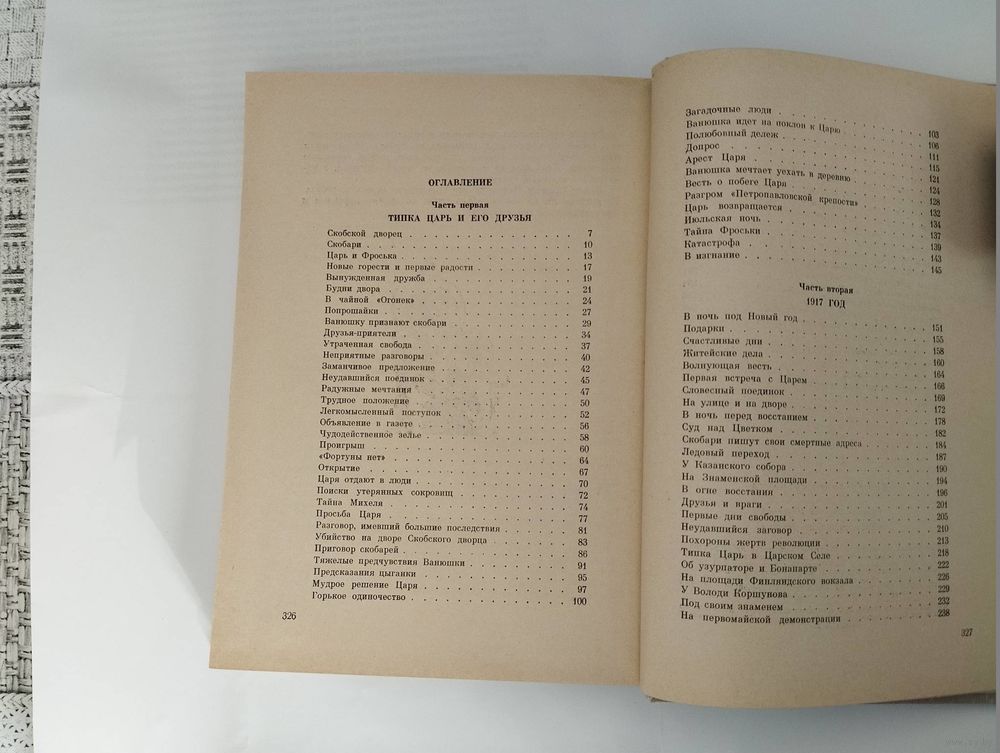 ОГЛАВЛЕНИЕ
Часть первая
ТИПКА ЦАРЬ И ЕГО ДРУЗЬЯ
Скобской дворец . . . . . . . . . . 7
Скобари . . . . . . . . . . 10
Царь и Фроська . . . . . . . . . . 13
Новые горести и первые радости . . . . . . . . . . 17
Вынужденная дружба . . . . . . . . . . 19
Будни двора . . . . . . . . . . 21
В чайной «Огонек» . . . . . . . . . . 24
Попрошайки . . . . . . . . . . 27
Ванюшку признают скобари . . . . . . . . . . 29
Друзья-приятели . . . . . . . . . . 34
Утраченная свобода . . . . . . . . . . 37
Неприятные разговоры . . . . . . . . . . 40
Заманчивое предложение . . . . . . . . . . 42
Неудавшийся поединок . . . . . . . . . . 45
Радужные мечтания . . . . . . . . . . 47
Трудное положение . . . . . . . . . . 50
Легкомысленный поступок . . . . . . . . . . 52
Объявление в газете . . . . . . . . . . 56
Чудодейственное зелье . . . . . . . . . . 58
Проигрыш . . . . . . . . . . 60
«Фортуны нет» . . . . . . . . . . 64
Открытие . . . . . . . . . . 67
Царя отдают в люди . . . . . . . . . . 70
Поиски утерянных сокровищ . . . . . . . . . . 72
Тайна Михеля . . . . . . . . . . 74
Просьба Царя . . . . . . . . . . 77
Разговор, имевший большие последствия . . . . . . . . . . 81
Убийство на дворе Скобского дворца . . . . . . . . . . 83
Приговор скобарей . . . . . . . . . . 86
Тяжелые предчувствия Ванюшки . . . . . . . . . . 91
Предсказания цыганки . . . . . . . . . . 95
Мудрое решение Царя . . . . . . . . . . 97
Горькое одиночество . . . . . . . . . . 100
326
Загадочные люди . . . . . . . . . . 103
Ванюшка идет на поклон к Царю . . . . . . . . . . 106
Полюбовный дележ . . . . . . . . . . 111
Допрос . . . . . . . . . . 115
Арест Царя . . . . . . . . . . 121
Ванюшка мечтает уехать в деревню . . . . . . . . . . 124
Весть о побеге Царя . . . . . . . . . . 128
Разгром «Петропавловской крепости» . . . . . . . . . . 132
Царь возвращается . . . . . . . . . . 134
Июльская ночь . . . . . . . . . . 137
Тайна Фроськи . . . . . . . . . . 139
Катастрофа . . . . . . . . . . 143
В изгнание . . . . . . . . . . 145
Часть вторая
1917 ГОД
В ночь под Новый год . . . . . . . . . . 151
Подарки . . . . . . . . . . 155
Счастливые дни . . . . . . . . . . 158
Житейские дела . . . . . . . . . . 160
Волнующая весть . . . . . . . . . . 164
Первая встреча с Царем . . . . . . . . . . 166
Словесный поединок . . . . . . . . . . 169
На улице и на дворе . . . . . . . . . . 172
В ночь перед восстанием . . . . . . . . . . 178
Суд над Цветком . . . . . . . . . . 182
Скобари пишут свои смертные адреса . . . . . . . . . . 184
Ледовый переход . . . . . . . . . . 187
У Казанского собора . . . . . . . . . . 190
На Знаменской площади . . . . . . . . . . 194
В огне восстания . . . . . . . . . . 196
Друзья и враги . . . . . . . . . . 201
Первые дни свободы . . . . . . . . . . 205
Неудавшийся заговор . . . . . . . . . . 210
Похороны жертв революции . . . . . . . . . . 213
Типка Царь в Царском Селе . . . . . . . . . . 218
Об узурпаторе и Бонапарте . . . . . . . . . . 222
На площади Финляндского вокзала . . . . . . . . . . 226
У Володи Коршунова . . . . . . . . . . 229
Под своим знаменем . . . . . . . . . . 232
На первомайской демонстрации . . . . . . . . . . 238
327